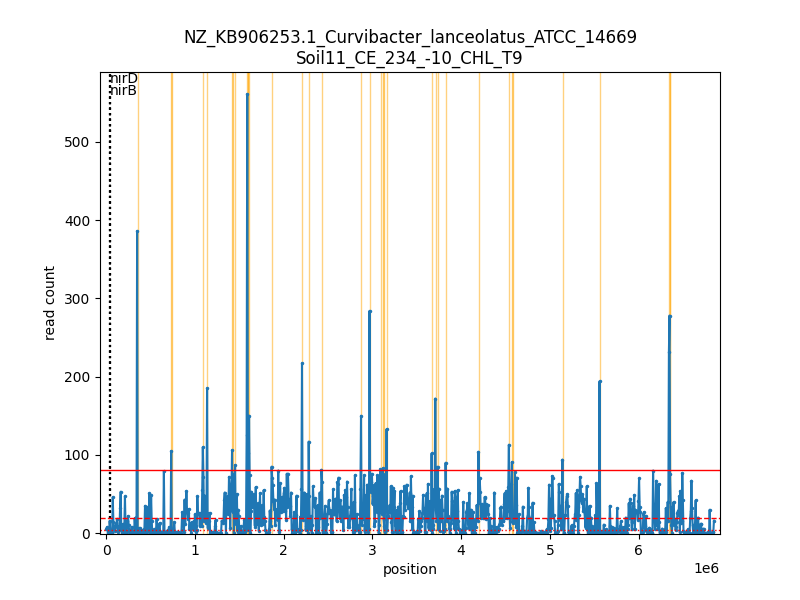 NZ_KB906253.1_Curvibacter_lanceolatus_ATCC_14669
Soil11_CE_234_-10_CHL_T9
nirD
nirB
500
400
300
200
100
0
read count
0 1 2 3 4 5 6
1e6
position